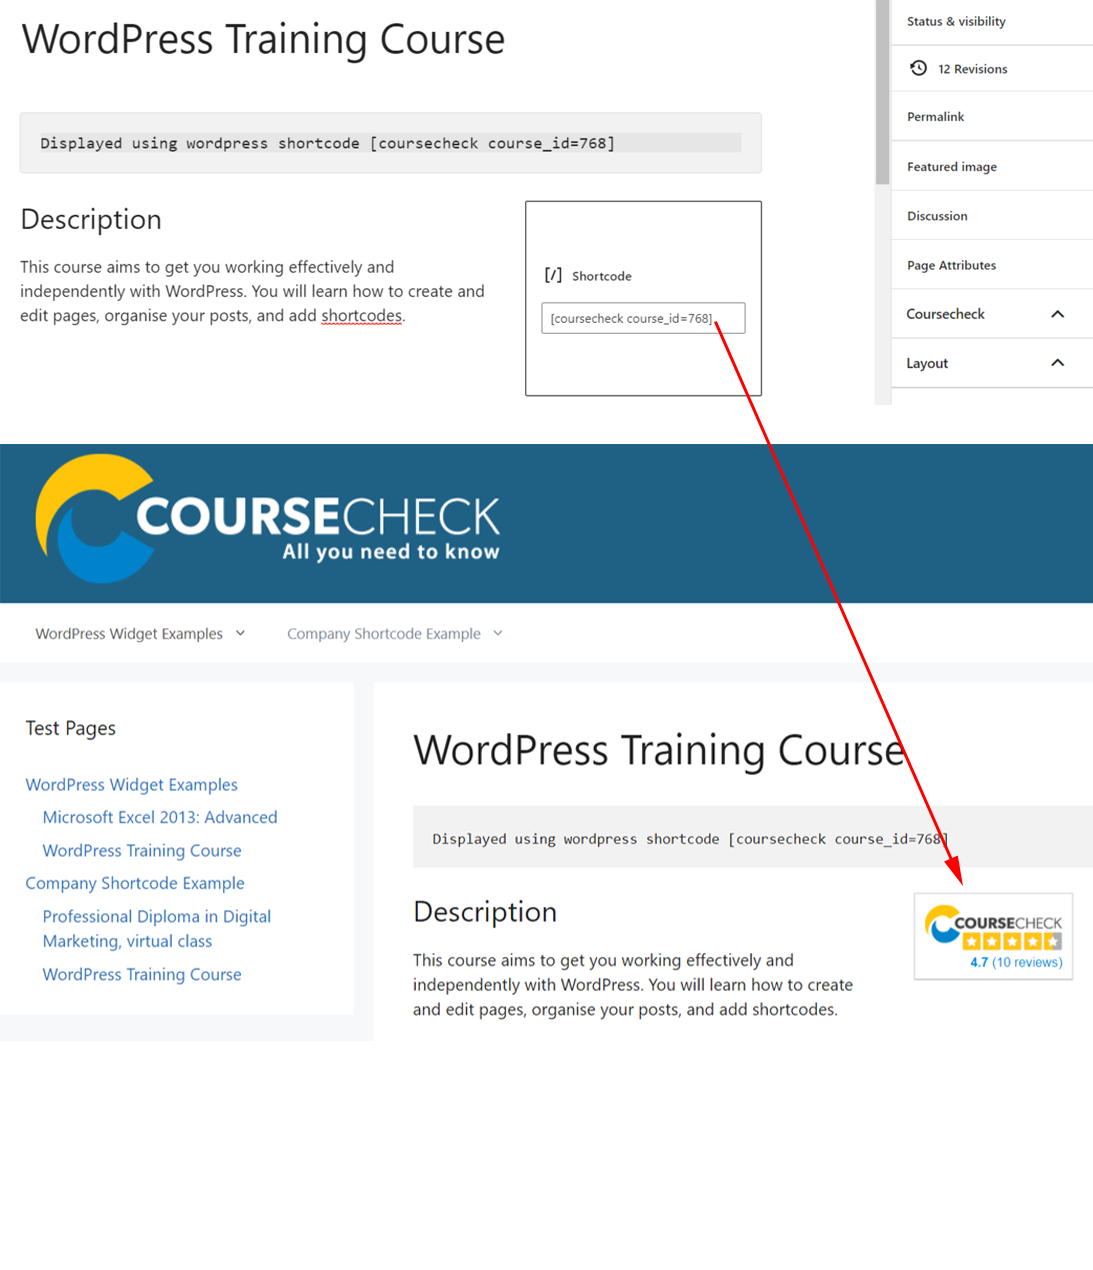 WordPress Training Course
Displayed using wordpress shortcode [coursecheck course_id=768]
Description
This course aims to get you working effectively and
independently with WordPress. You will learn how to create and
edit pages, organise your posts, and add shortcodes.
[/] Shortcode
[coursecheck course_id=768]
Status & visibility
12 Revisions
Permalink
Featured image
Discussion
Page Attributes
Coursecheck
Layout
COURSECHECK
All you need to know
WordPress Widget Examples
Company Shortcode Example
Test Pages
WordPress Widget Examples
Microsoft Excel 2013: Advanced
WordPress Training Course
Company Shortcode Example
Professional Diploma in Digital
Marketing, virtual class
WordPress Training Course
WordPress Training Course
Displayed using wordpress shortcode [coursecheck course_id=768]
Description
This course aims to get you working effectively and
independently with WordPress. You will learn how to create
and edit pages, organise your posts, and add shortcodes.
COURSECHECK
4.7 (10 reviews)